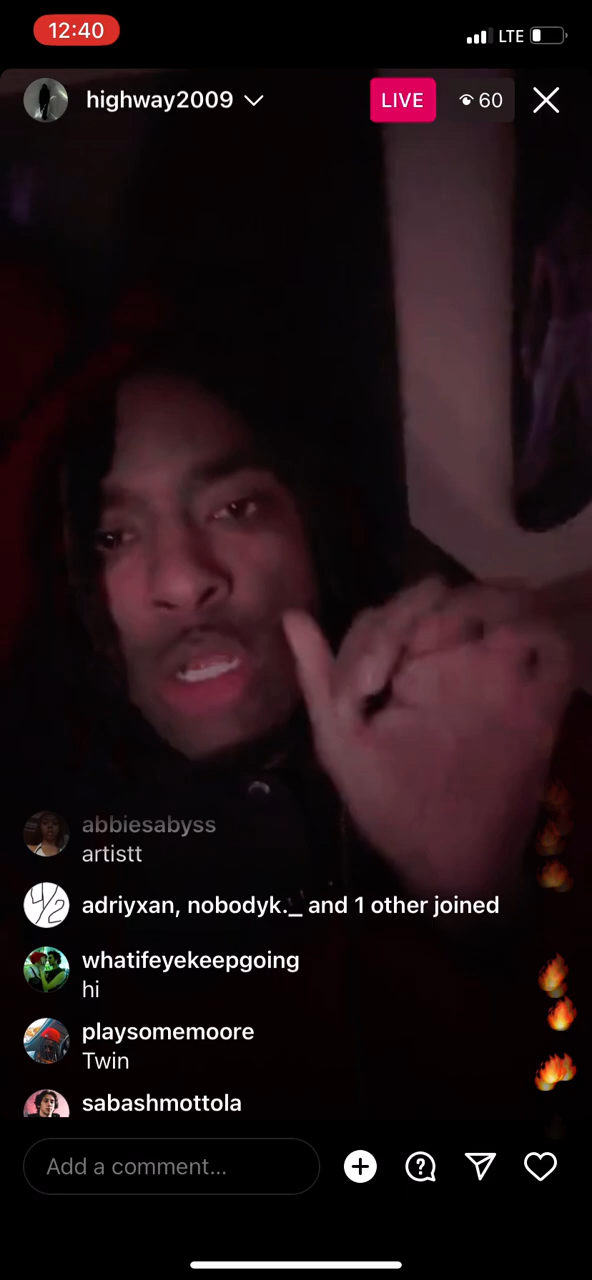 12:40
LTE
highway2009
LIVE
60
abbiesabyss
artistt
adriyxan, nobodyk._ and 1 other joined
whatifeyekeepgoing
hi
playsomemoore
Twin
sabashmottola
Add a comment...